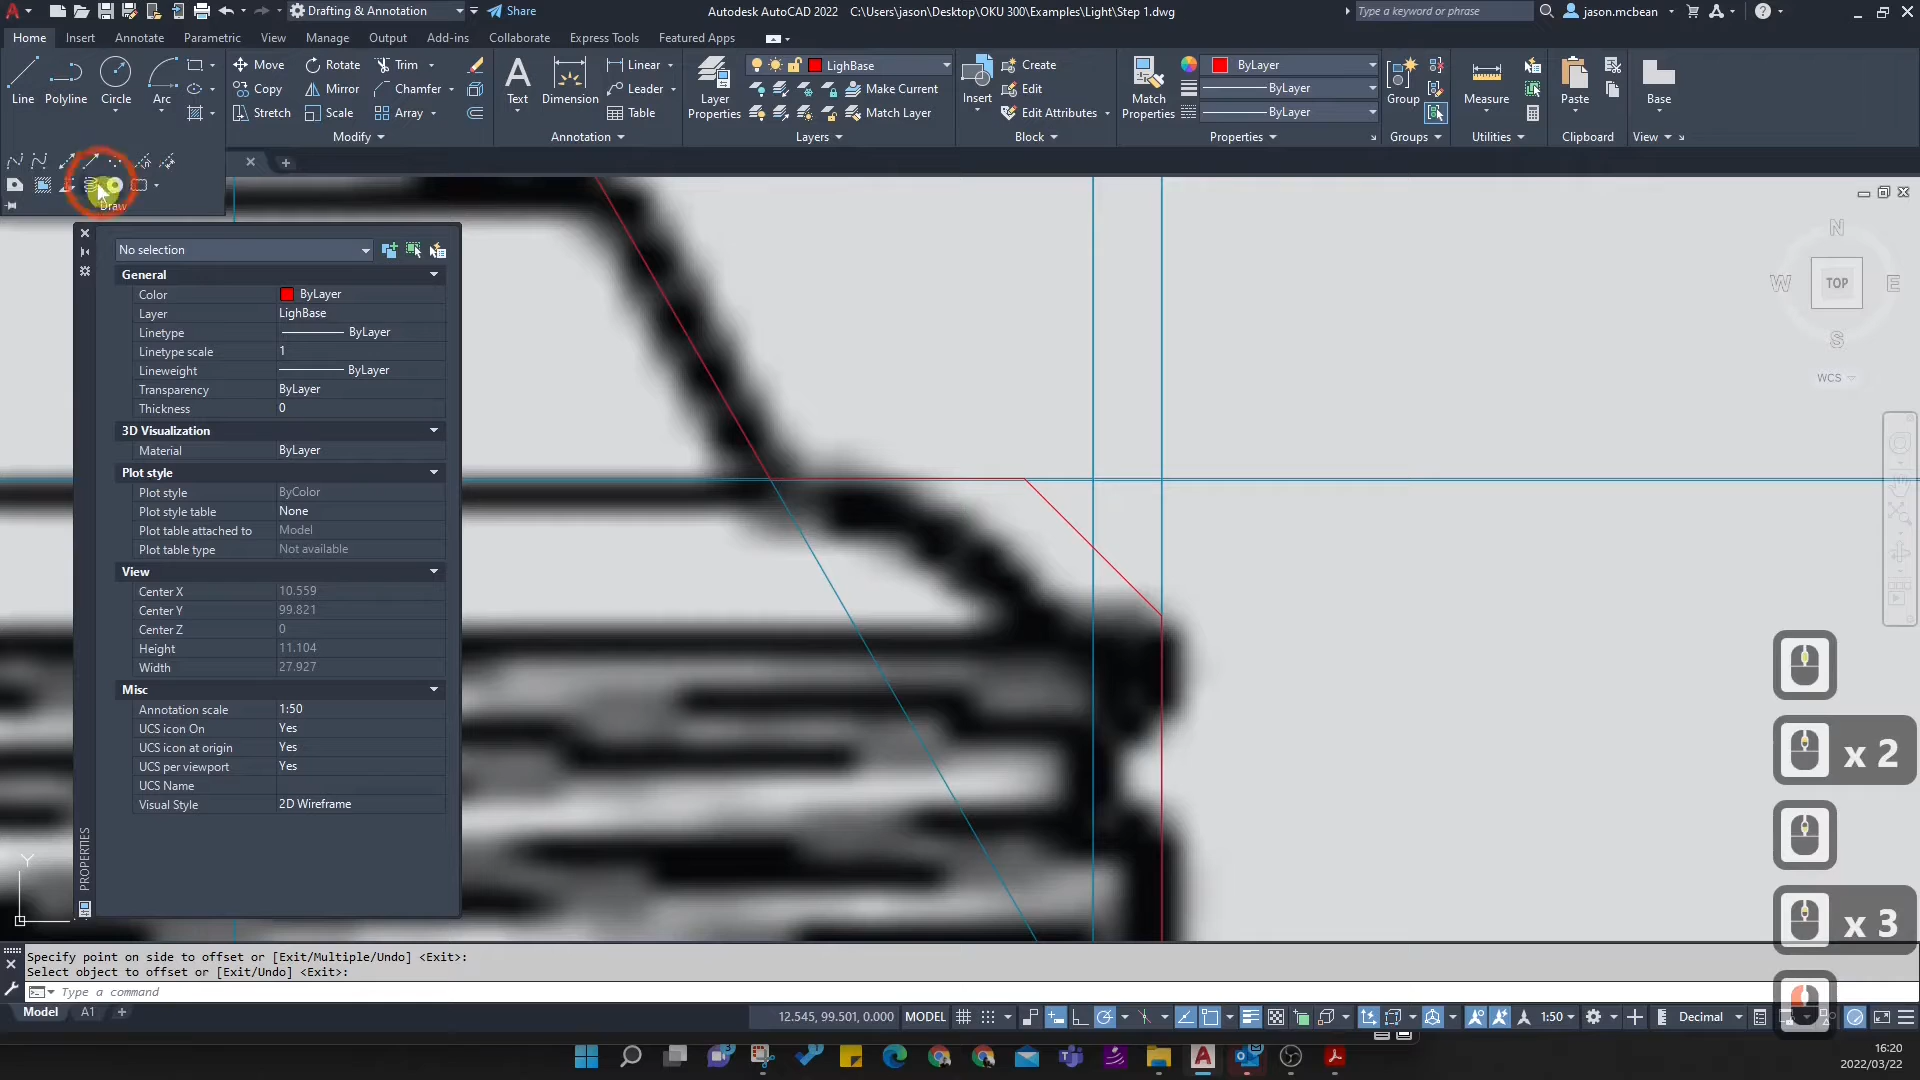 Drafting & Annotation
Share
Autodesk AutoCAD 2022 C:\Users\jason\Desktop\OKU 300\Examples\Light\Step 1.dwg
Type a keyword or phrase
jason.mcbean
Home Insert Annotate Parametric View Manage Output Add-ins Collaborate Express Tools Featured Apps
Line Polyline Circle Arc
Move Rotate Trim
Copy Mirror Chamfer
Stretch Scale Array
Modify
Text Dimension
Linear
Leader
Table
Annotation
Layer Properties
LighBase
Make Current
Match Layer
Layers
Insert
Create
Edit
Edit Attributes
Block
Match Properties
ByLayer
ByLayer
ByLayer
Properties
Group
Groups
Measure
Utilities
Paste
Clipboard
Base
View
Draw
No selection
General
Color ByLayer
Layer LighBase
Linetype ByLayer
Linetype scale 1
Lineweight ByLayer
Transparency ByLayer
Thickness 0
3D Visualization
Material ByLayer
Plot style
Plot style ByColor
Plot style table None
Plot table attached to Model
Plot table type Not available
View
Center X 10.559
Center Y 99.821
Center Z 0
Height 11.104
Width 27.927
Misc
Annotation scale 1:50
UCS icon On Yes
UCS icon at origin Yes
UCS per viewport Yes
UCS Name
Visual Style 2D Wireframe
PROPERTIES
N
W TOP E
S
WCS
x 2
x 3
Y
Specify point on side to offset or [Exit/Multiple/Undo] <Exit>:
Select object to offset or [Exit/Undo] <Exit>:
Type a command
Model A1
12.545, 99.501, 0.000 MODEL 1:50 Decimal
16:20
2022/03/22